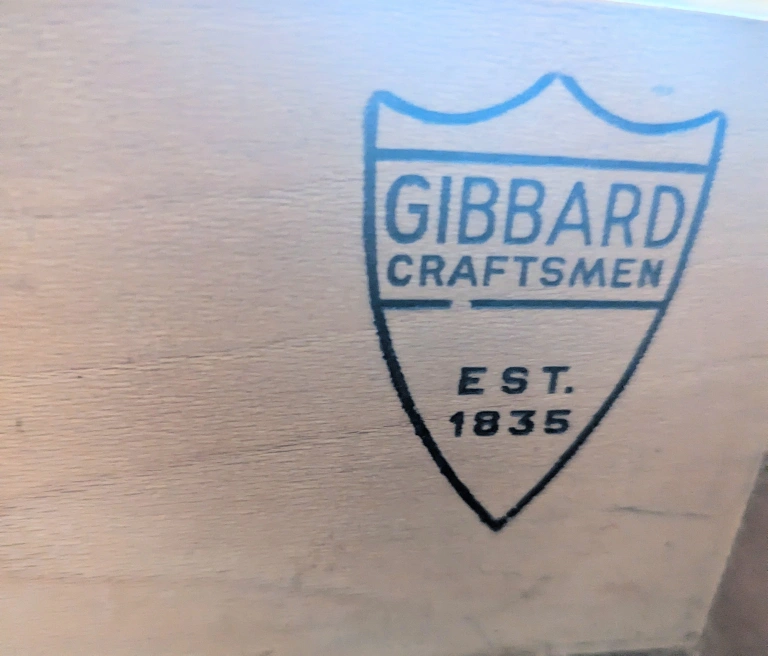 GIBBARD
CRAFTSMEN
EST.
1835